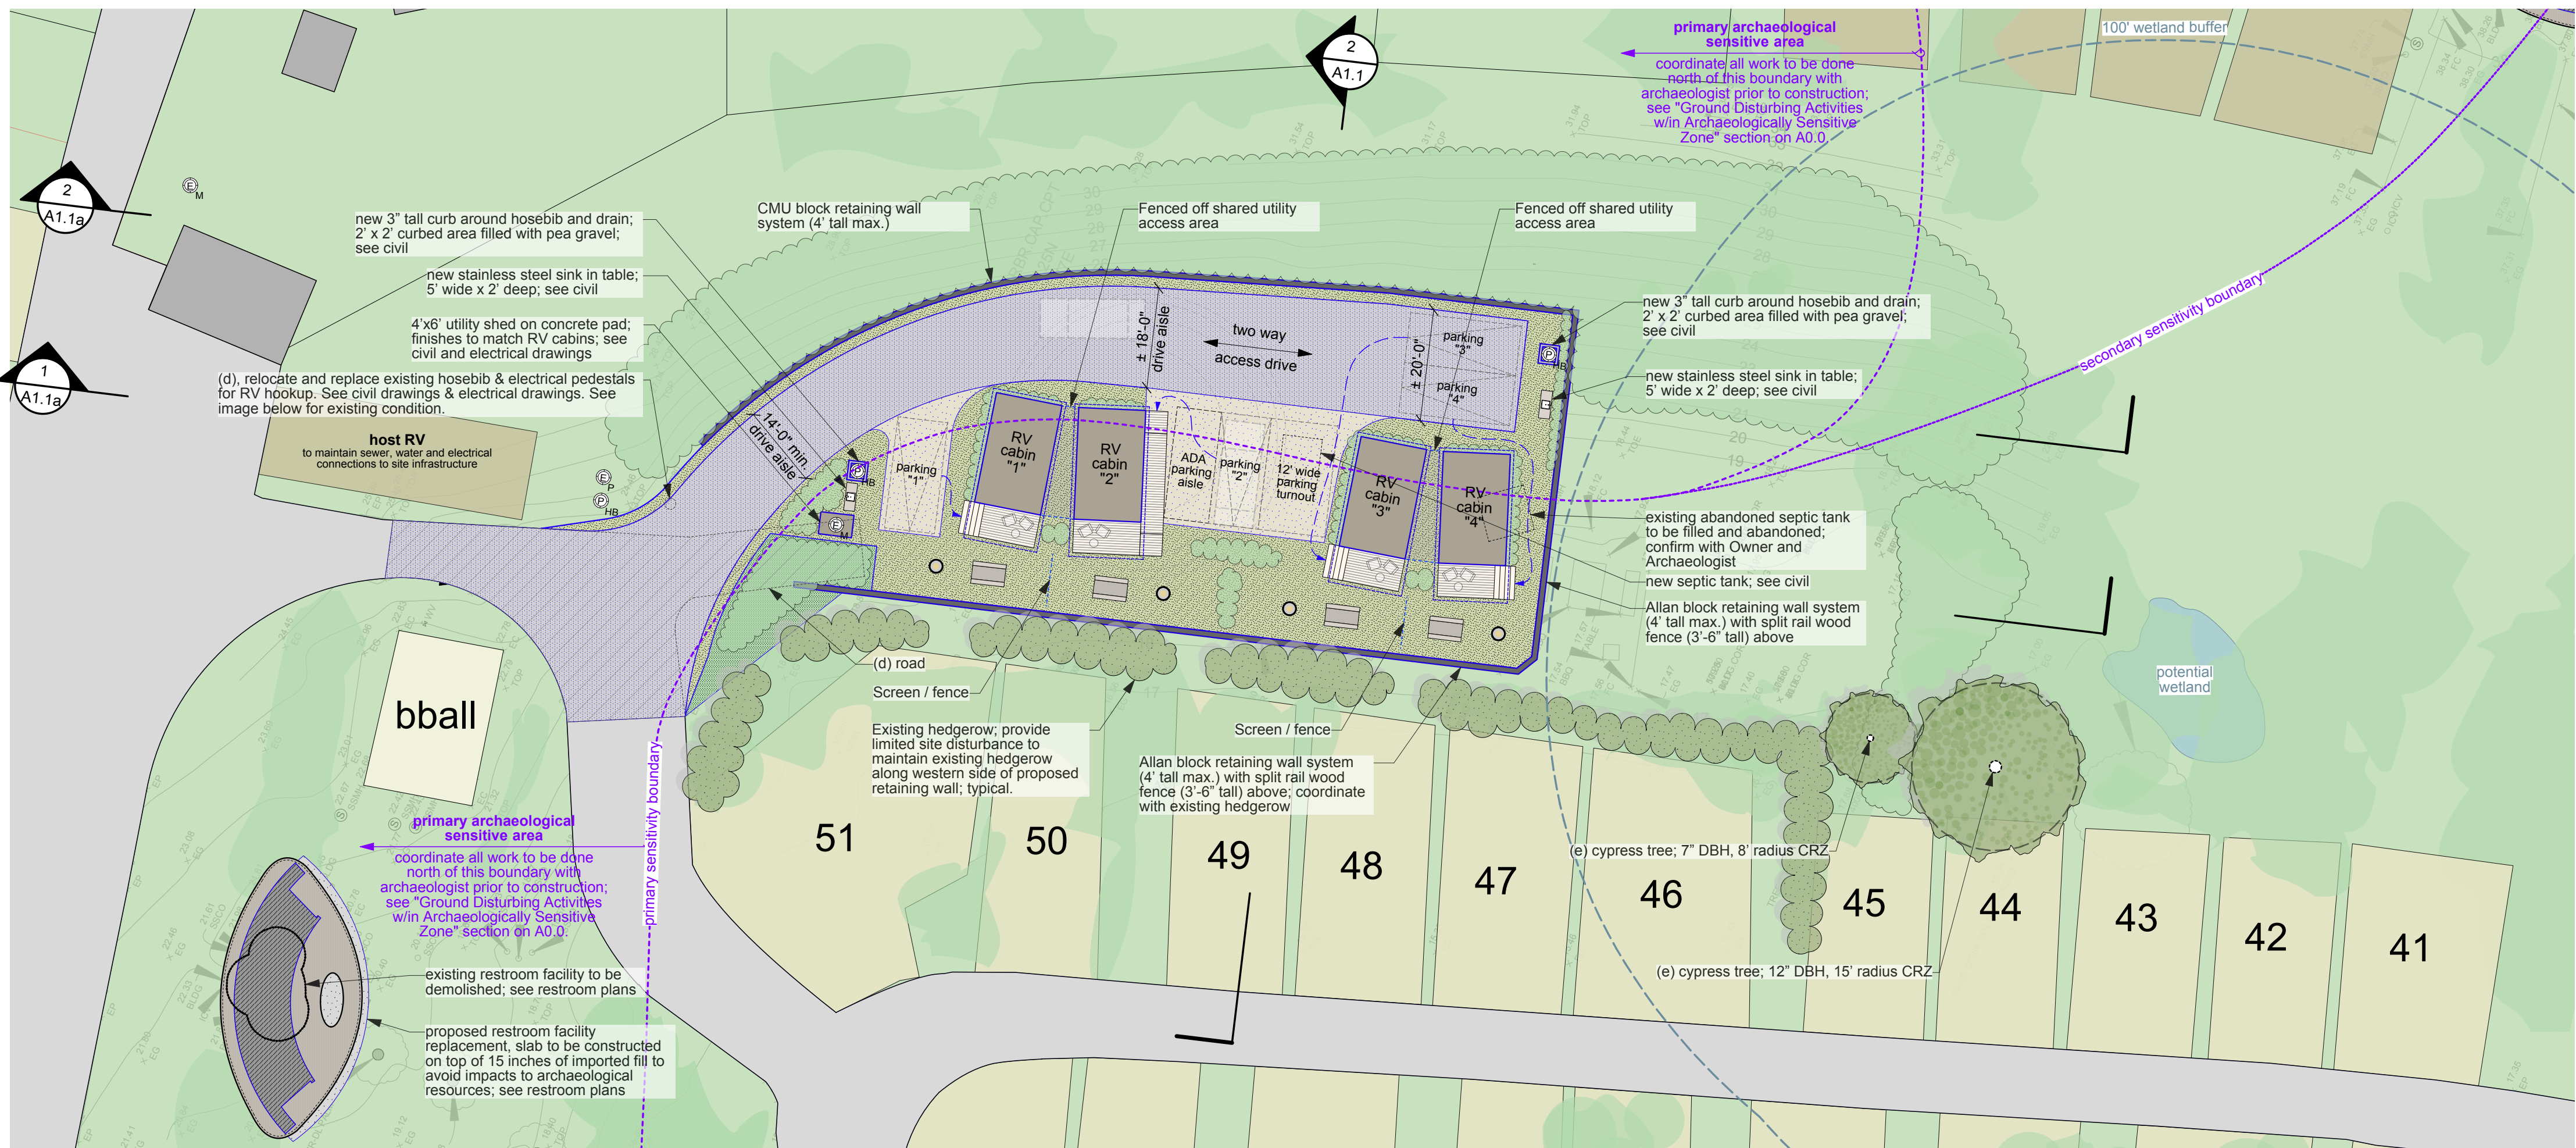 primary archaeological
sensitive area
coordinate all work to be done
north of this boundary with
archaeologist prior to construction;
see "Ground Disturbing Activities
w/in Archaeologically Sensitive
Zone" section on A0.0.
100' wetland buffer
2
A1.1
2
A1.1a
1
A1.1a
E
M
new 3” tall curb around hosebib and drain;
2’ x 2’ curbed area filled with pea gravel;
see civil
new stainless steel sink in table;
5’ wide x 2’ deep; see civil
4’x6’ utility shed on concrete pad;
finishes to match RV cabins; see
civil and electrical drawings
(d), relocate and replace existing hosebib & electrical pedestals
for RV hookup. See civil drawings & electrical drawings. See
image below for existing condition.
host RV
to maintain sewer, water and electrical
connections to site infrastructure
E
P
P
HB
CMU block retaining wall
system (4’ tall max.)
Fenced off shared utility
access area
Fenced off shared utility
access area
30
29
28
27
30
29
28
± 18'-0"
drive aisle
two way
access drive
± 20'-0"
parking
"3"
parking
"4"
14'-0" min.
drive aisle
P
HB
E
M
parking
"1"
RV
cabin
"1"
RV
cabin
"2"
ADA
parking
aisle
parking
"2"
12' wide
parking
turnout
RV
cabin
"3"
RV
cabin
"4"
P
HB
new 3” tall curb around hosebib and drain;
2’ x 2’ curbed area filled with pea gravel;
see civil
new stainless steel sink in table;
5’ wide x 2’ deep; see civil
secondary sensitivity boundary
20
19
existing abandoned septic tank
to be filled and abandoned;
confirm with Owner and
Archaeologist
new septic tank; see civil
Allan block retaining wall system
(4’ tall max.) with split rail wood
fence (3’-6” tall) above
potential
wetland
(d) road
Screen / fence
17
Existing hedgerow; provide
limited site disturbance to
maintain existing hedgerow
along western side of proposed
retaining wall; typical.
Screen / fence
Allan block retaining wall system
(4’ tall max.) with split rail wood
fence (3’-6” tall) above; coordinate
with existing hedgerow
bball
primary sensitivity boundary
primary archaeological
sensitive area
coordinate all work to be done
north of this boundary with
archaeologist prior to construction;
see "Ground Disturbing Activities
w/in Archaeologically Sensitive
Zone" section on A0.0.
existing restroom facility to be
demolished; see restroom plans
proposed restroom facility
replacement, slab to be constructed
on top of 15 inches of imported fill to
avoid impacts to archaeological
resources; see restroom plans
(e) cypress tree; 7” DBH, 8’ radius CRZ
(e) cypress tree; 12” DBH, 15’ radius CRZ
51
50
49
48
47
46
45
44
43
42
41